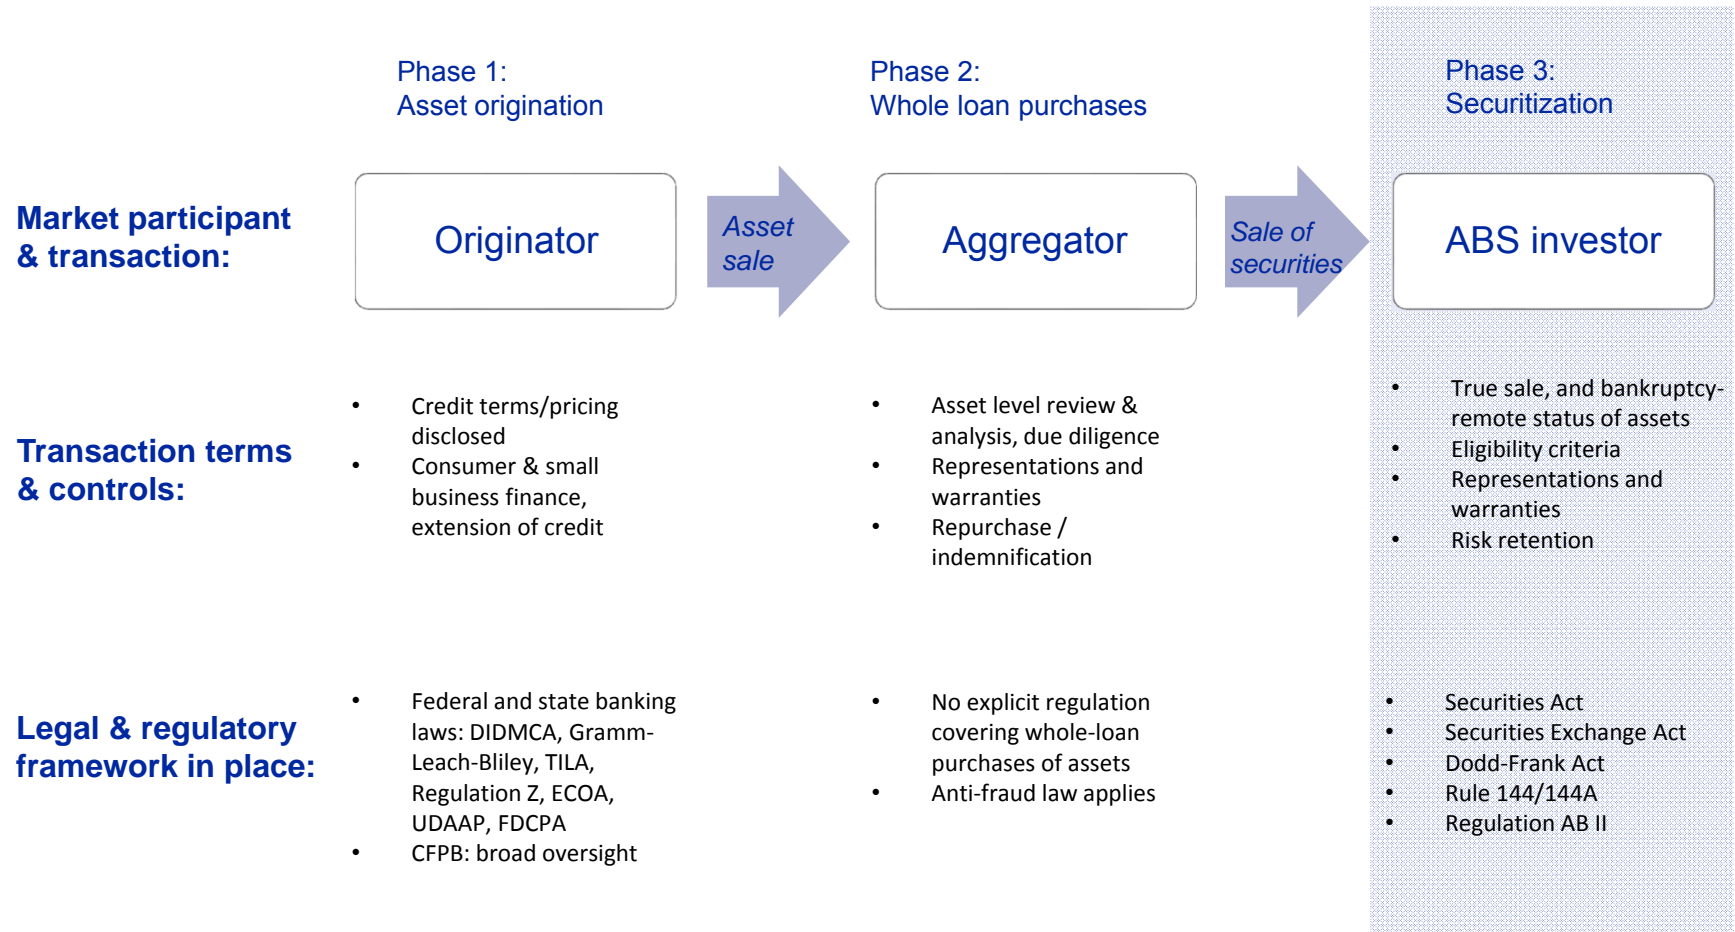 Phase 1:
Asset origination
Phase 2:
Whole loan purchases
Phase 3:
Securitization
Market participant
& transaction:
Originator
Asset
sale
Aggregator
Sale of
securities
ABS investor
Transaction terms
& controls:
• Credit terms/pricing
disclosed
• Consumer & small
business finance,
extension of credit
• Asset level review &
analysis, due diligence
• Representations and
warranties
• Repurchase /
indemnification
• True sale, and bankruptcy-
remote status of assets
• Eligibility criteria
• Representations and
warranties
• Risk retention
Legal & regulatory
framework in place:
• Federal and state banking
laws: DIDMCA, Gramm-
Leach-Bliley, TILA,
Regulation Z, ECOA,
UDAAP, FDCPA
• CFPB: broad oversight
• No explicit regulation
covering whole-loan
purchases of assets
• Anti-fraud law applies
• Securities Act
• Securities Exchange Act
• Dodd-Frank Act
• Rule 144/144A
• Regulation AB II